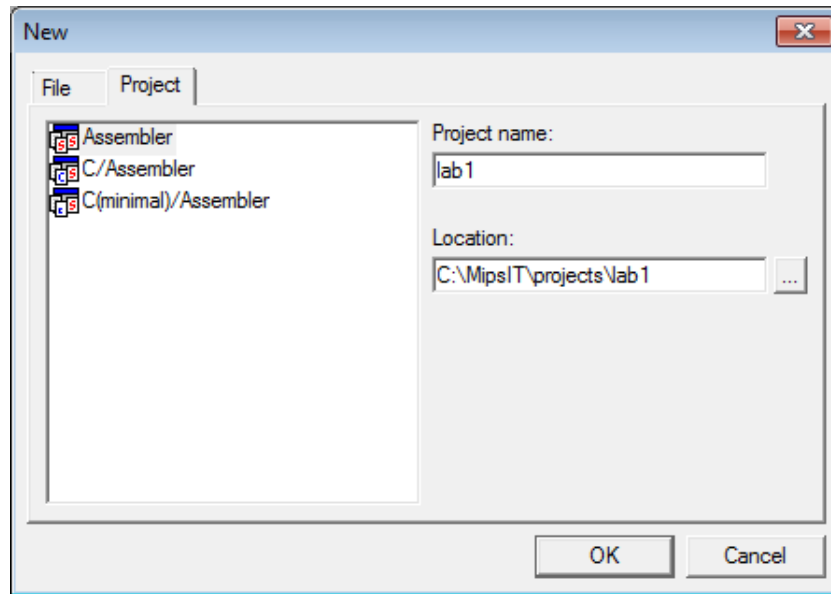 New
File
Project
Assembler
C/Assembler
C(minimal)/Assembler
Project name:
lab1
Location:
C:\MipsIT\projects\lab1
...
OK
Cancel